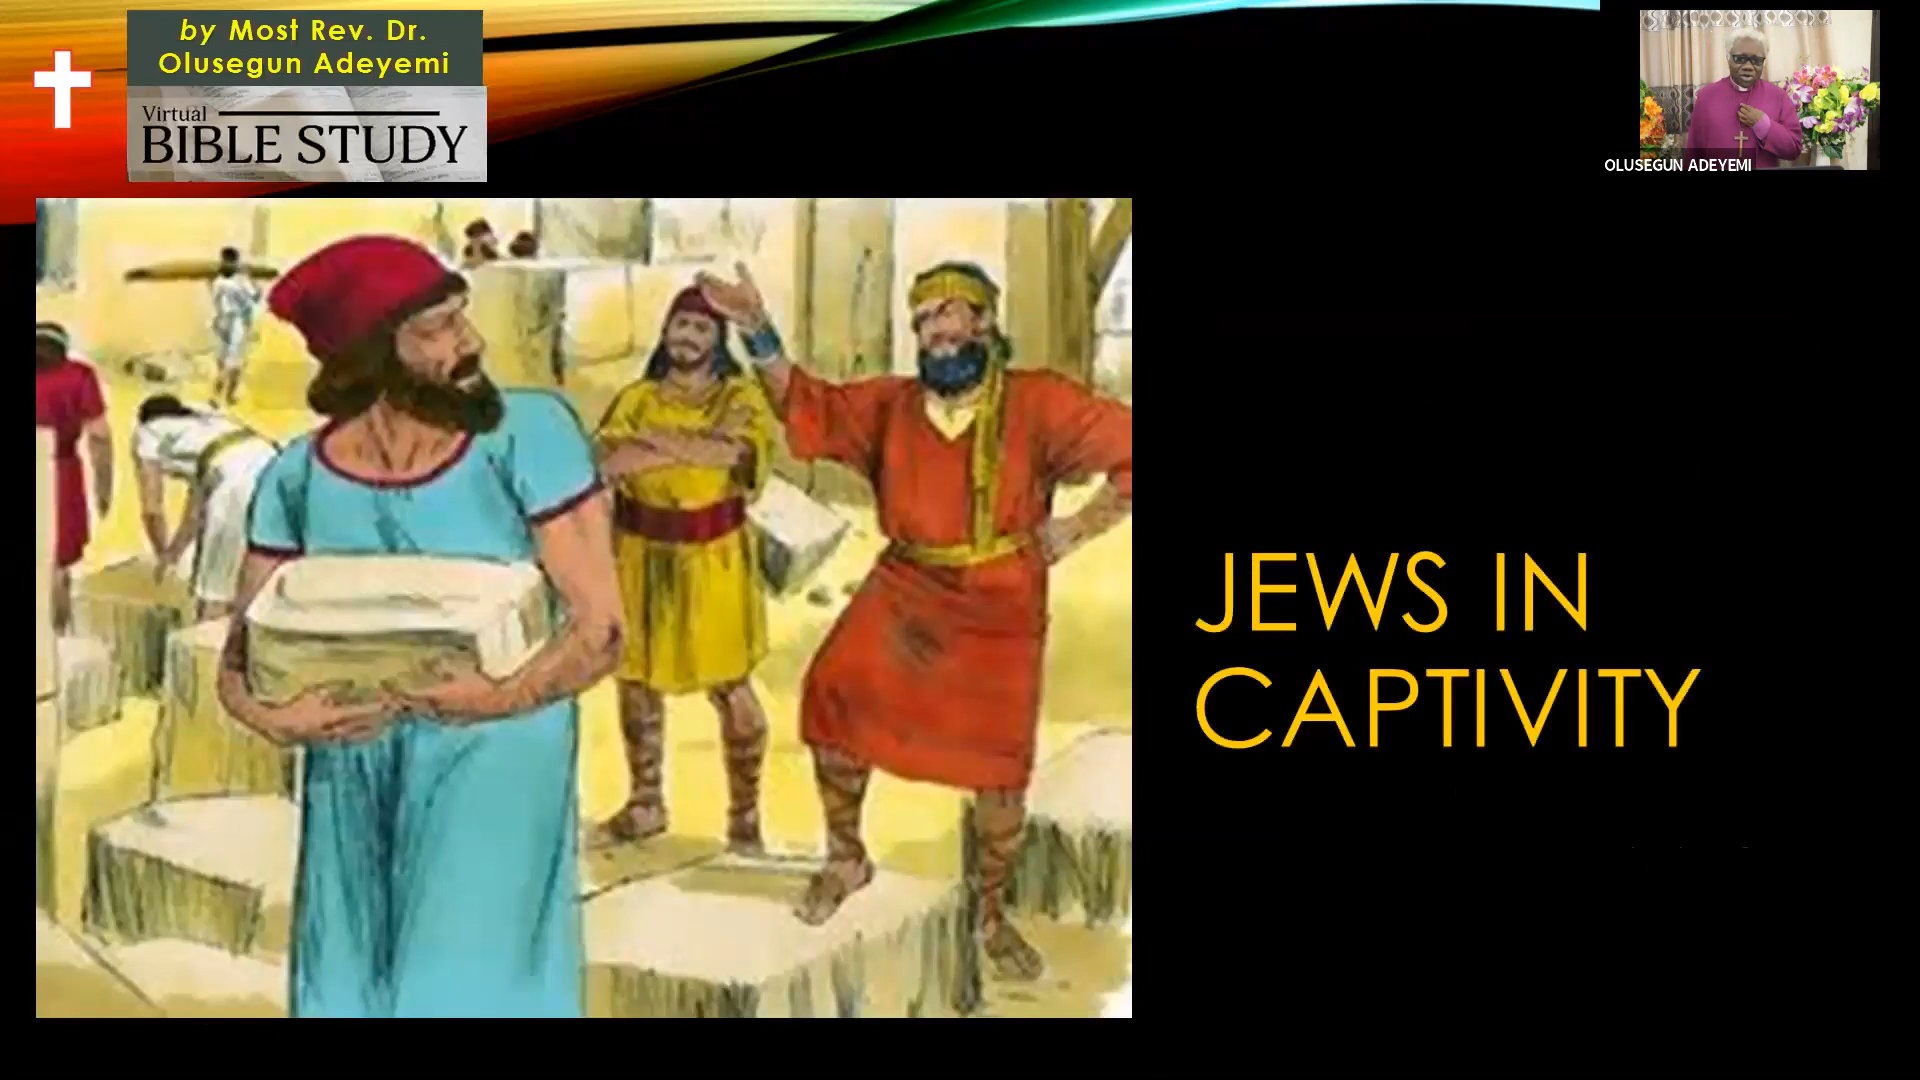 by Most Rev. Dr.
Olusegun Adeyemi
Virtual
BIBLE STUDY
OLUSEGUN ADEYEMI
JEWS IN
CAPTIVITY